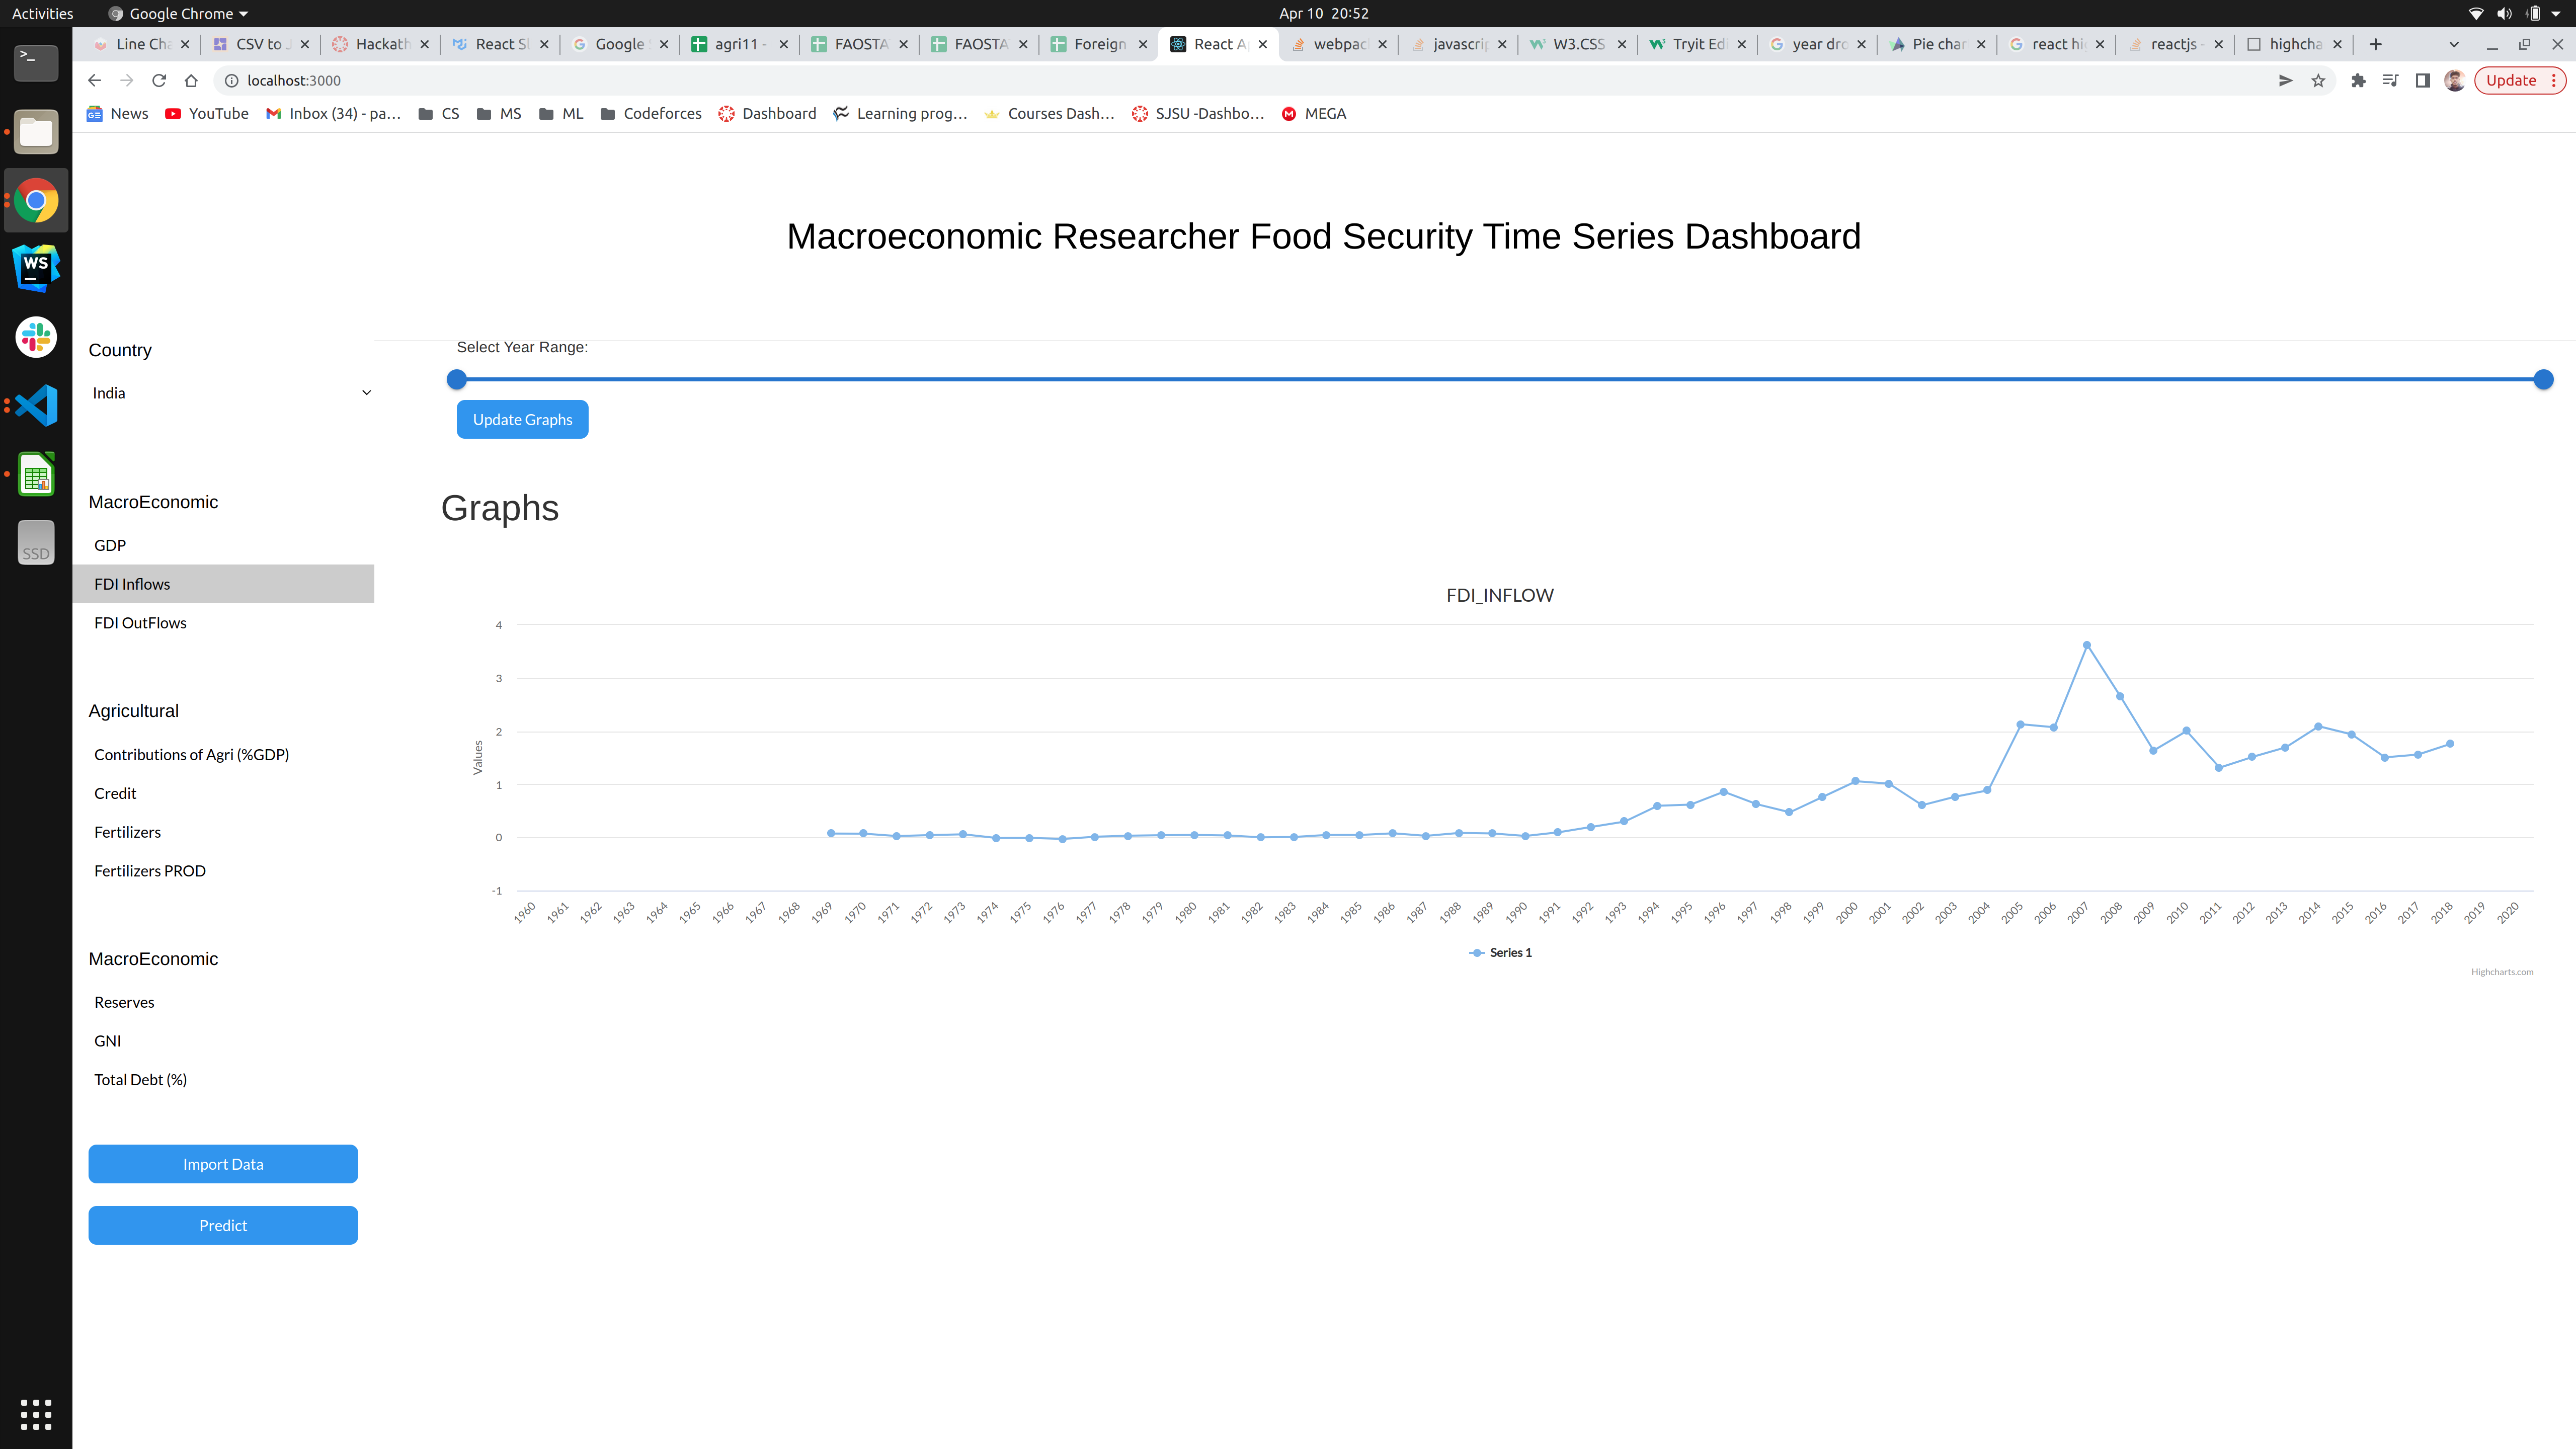 Activities Google Chrome Apr 10 20:52
Line Cha CSV to J Hackath React Sl Google S agri11 - FAOSTA FAOSTA Foreign React A webpac javascrip W3.CSS Tryit Edi year dro Pie char react hi reactjs - highcha
localhost:3000 Update
News YouTube Inbox (34) - pa... CS MS ML Codeforces Dashboard Learning prog... Courses Dash... SJSU -Dashbo... MEGA
Macroeconomic Researcher Food Security Time Series Dashboard
Country
India
MacroEconomic
GDP
FDI Inflows
FDI OutFlows
Agricultural
Contributions of Agri (%GDP)
Credit
Fertilizers
Fertilizers PROD
MacroEconomic
Reserves
GNI
Total Debt (%)
Import Data
Predict
Select Year Range:
Update Graphs
Graphs
FDI_INFLOW
Values
4
3
2
1
0
-1
1960 1961 1962 1963 1964 1965 1966 1967 1968 1969 1970 1971 1972 1973 1974 1975 1976 1977 1978 1979 1980 1981 1982 1983 1984 1985 1986 1987 1988 1989 1990 1991 1992 1993 1994 1995 1996 1997 1998 1999 2000 2001 2002 2003 2004 2005 2006 2007 2008 2009 2010 2011 2012 2013 2014 2015 2016 2017 2018 2019 2020
Series 1
Highcharts.com
WS
SSD